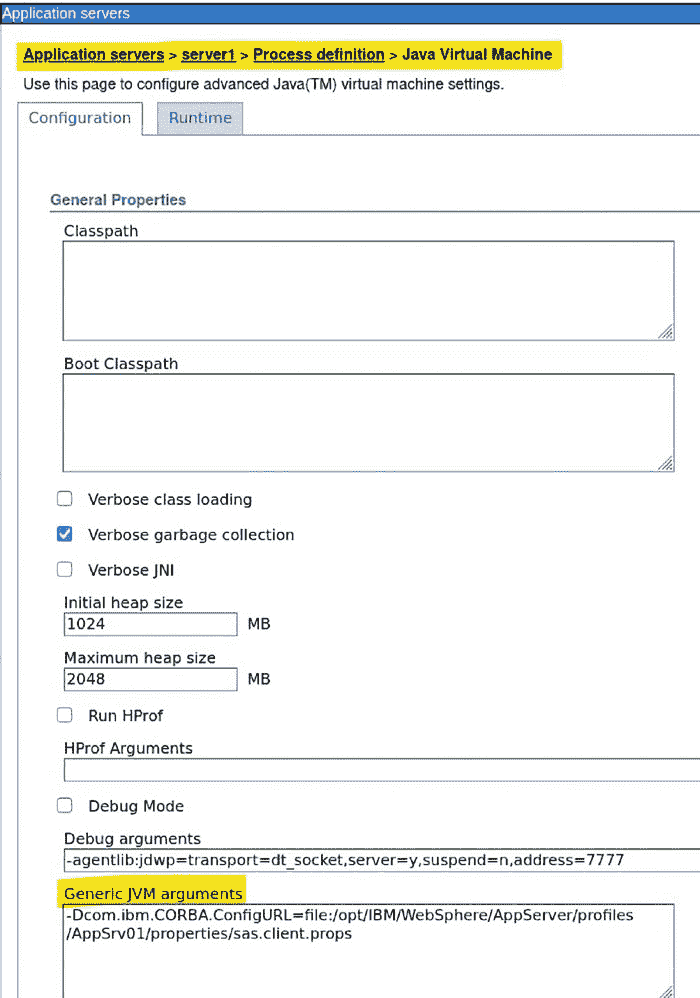 Application servers
Application servers > server1 > Process definition > Java Virtual Machine
Use this page to configure advanced Java(TM) virtual machine settings.
Configuration Runtime
General Properties
Classpath
Boot Classpath
Verbose class loading
Verbose garbage collection
Verbose JNI
Initial heap size
1024 MB
Maximum heap size
2048 MB
Run HProf
HProf Arguments
Debug Mode
Debug arguments
-agentlib:jdwp=transport=dt_socket,server=y,suspend=n,address=7777
Generic JVM arguments
-Dcom.ibm.CORBA.ConfigURL=file:/opt/IBM/WebSphere/AppServer/profiles
/AppSrv01/properties/sas.client.props